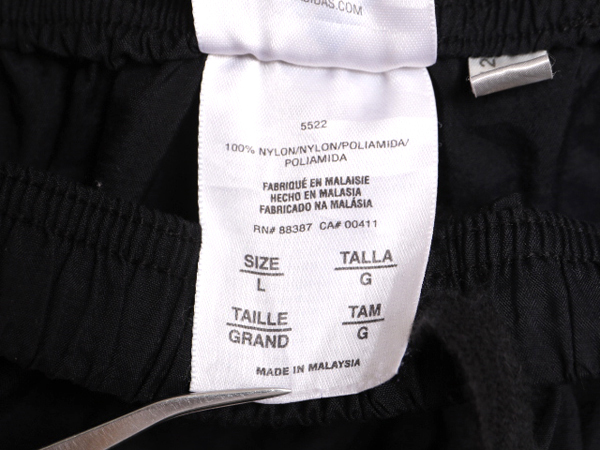 5522
100% NYLON/NYLON/POLIAMIDA/
POLIAMIDA
FABRIQUÉ EN MALAISIE
HECHO EN MALASIA
FABRICADO NA MALÁSIA
RN# 88387 CA# 00411
SIZE TALLA
L G
TAILLE TAM
GRAND G
MADE IN MALAYSIA